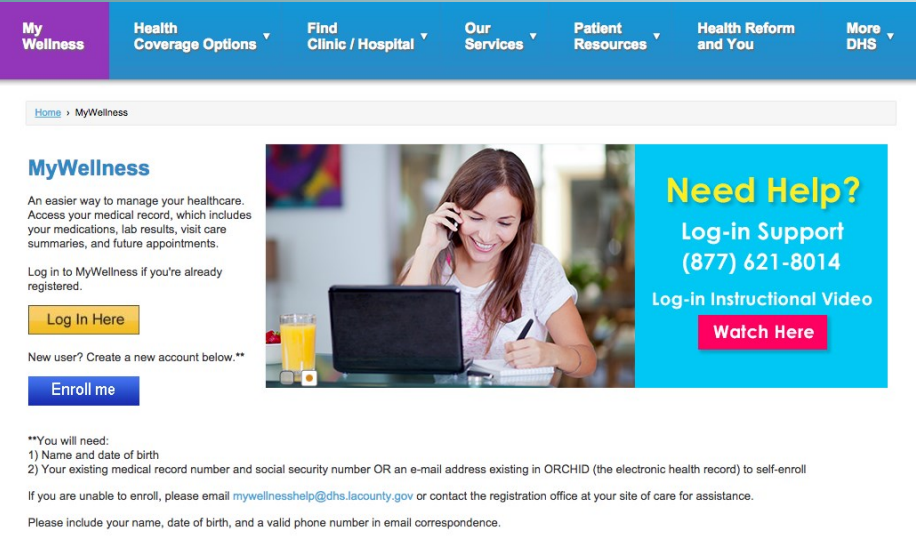 My
Wellness
Health
Coverage Options ▼
Find
Clinic / Hospital ▼
Our
Services ▼
Patient
Resources ▼
Health Reform
and You
More
DHS ▼
Home › MyWellness
MyWellness
An easier way to manage your healthcare.
Access your medical record, which includes
your medications, lab results, visit care
summaries, and future appointments.
Log in to MyWellness if you're already
registered.
Log In Here
New user? Create a new account below.**
Enroll me
Need Help?
Log-in Support
(877) 621-8014
Log-in Instructional Video
Watch Here
**You will need:
1) Name and date of birth
2) Your existing medical record number and social security number OR an e-mail address existing in ORCHID (the electronic health record) to self-enroll
If you are unable to enroll, please email mywellnesshelp@dhs.lacounty.gov or contact the registration office at your site of care for assistance.
Please include your name, date of birth, and a valid phone number in email correspondence.